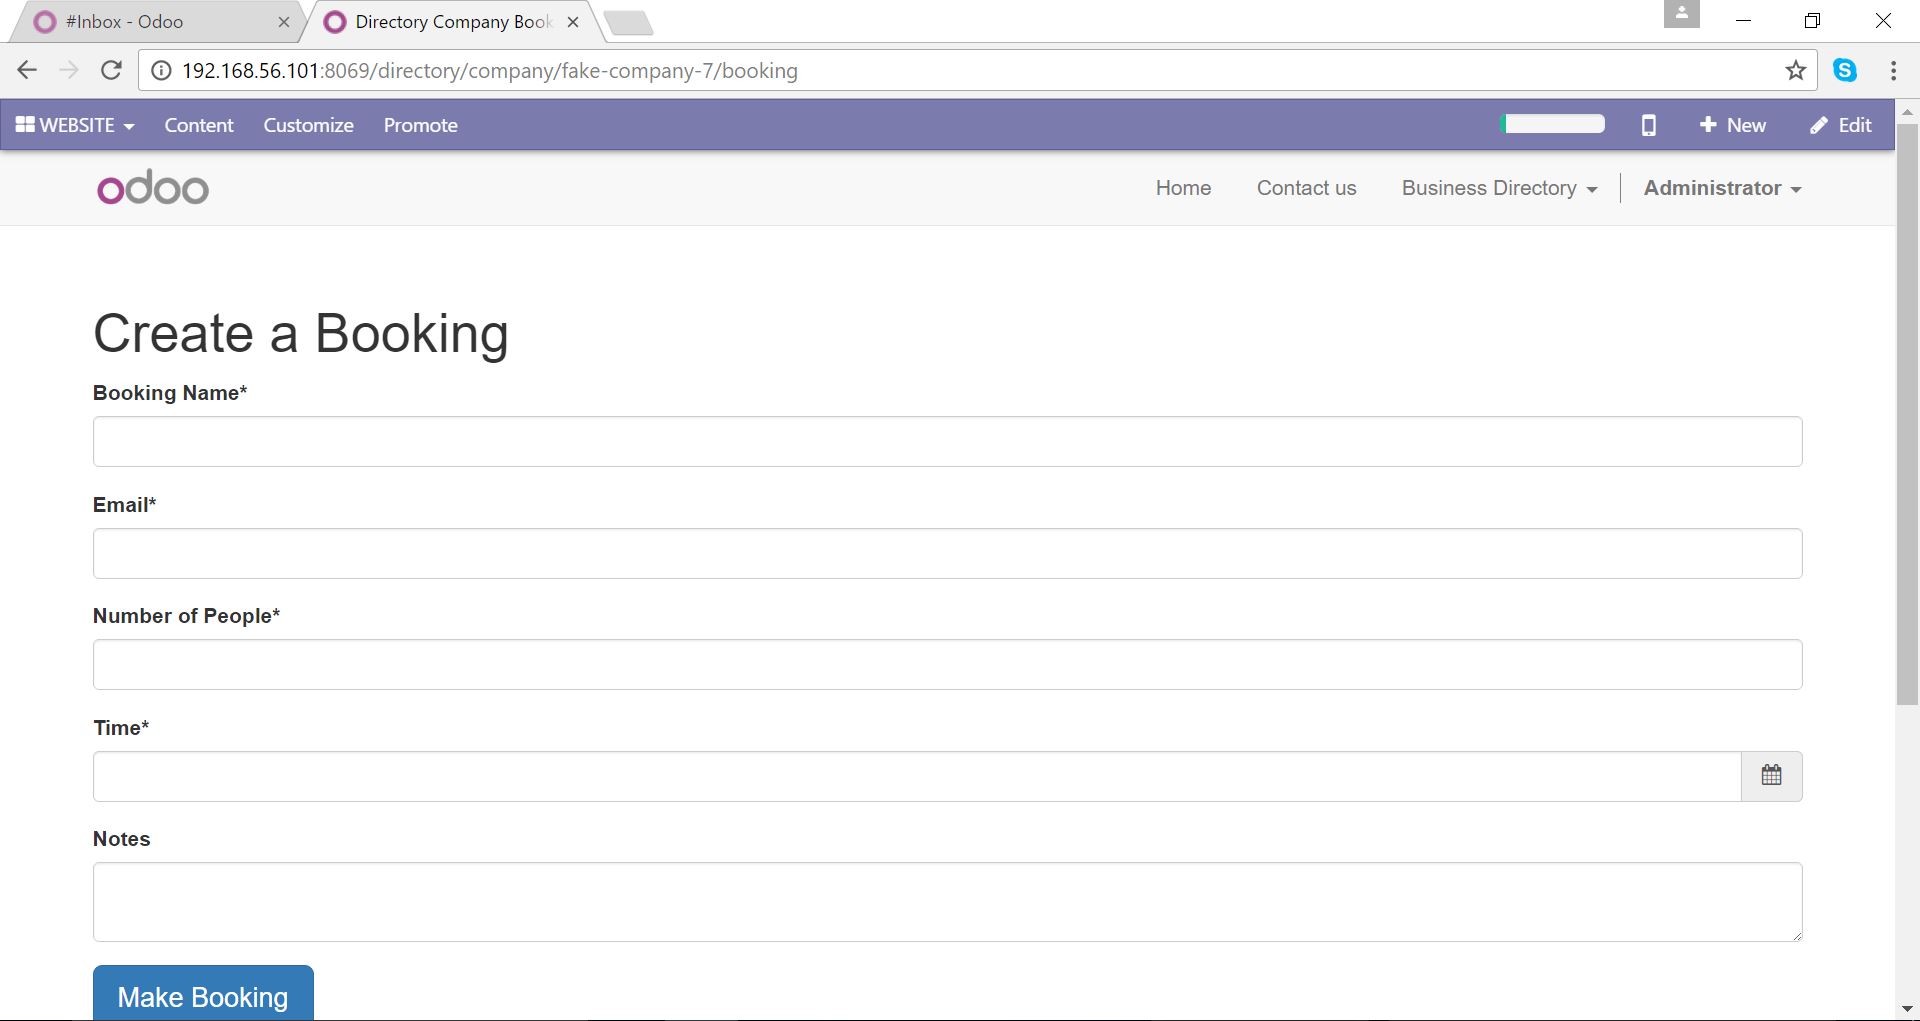 #Inbox - Odoo
Directory Company Book
192.168.56.101:8069/directory/company/fake-company-7/booking
WEBSITE Content Customize Promote New Edit
odoo Home Contact us Business Directory Administrator
Create a Booking
Booking Name*
Email*
Number of People*
Time*
Notes
Make Booking